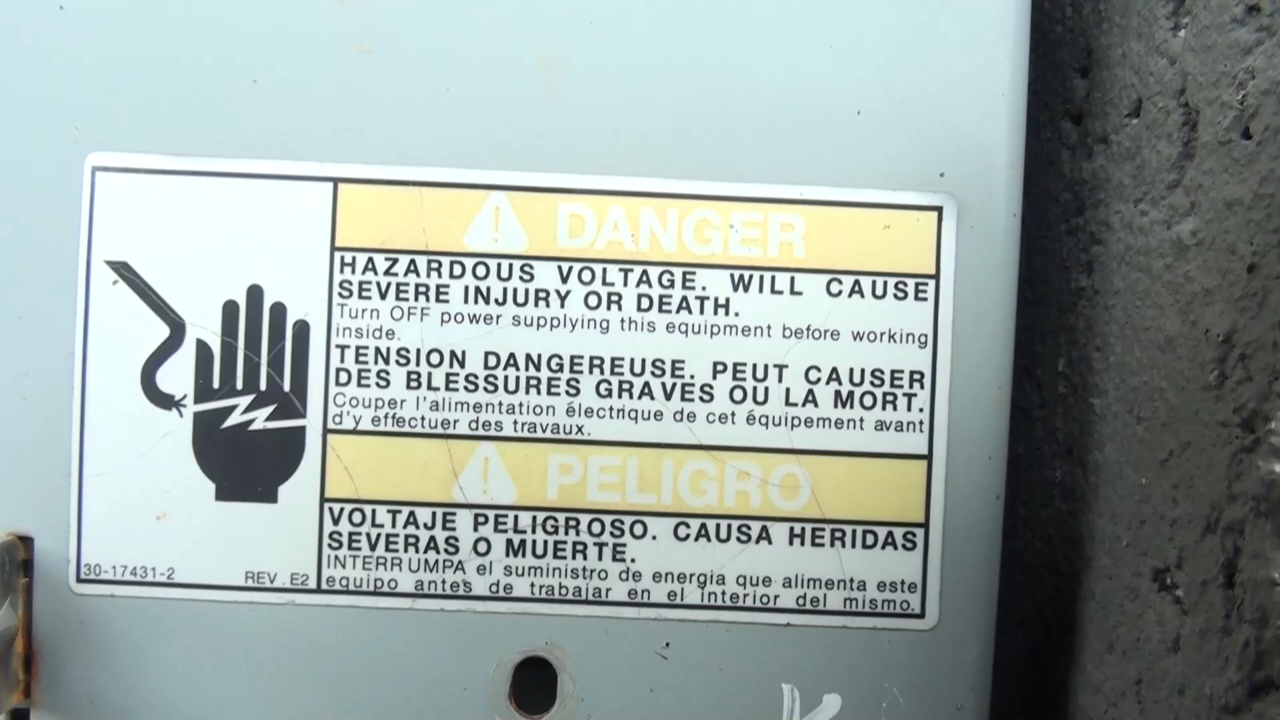 DANGER
HAZARDOUS VOLTAGE. WILL CAUSE
SEVERE INJURY OR DEATH.
Turn OFF power supplying this equipment before working
inside.
TENSION DANGEREUSE. PEUT CAUSER
DES BLESSURES GRAVES OU LA MORT.
Couper l'alimentation électrique de cet équipement avant
d'y effectuer des travaux.
PELIGRO
VOLTAJE PELIGROSO. CAUSA HERIDAS
SEVERAS O MUERTE.
INTERRUMPA el suministro de energia que alimenta este
equipo antes de trabajar en el interior del mismo.
30-17431-2 REV. E2